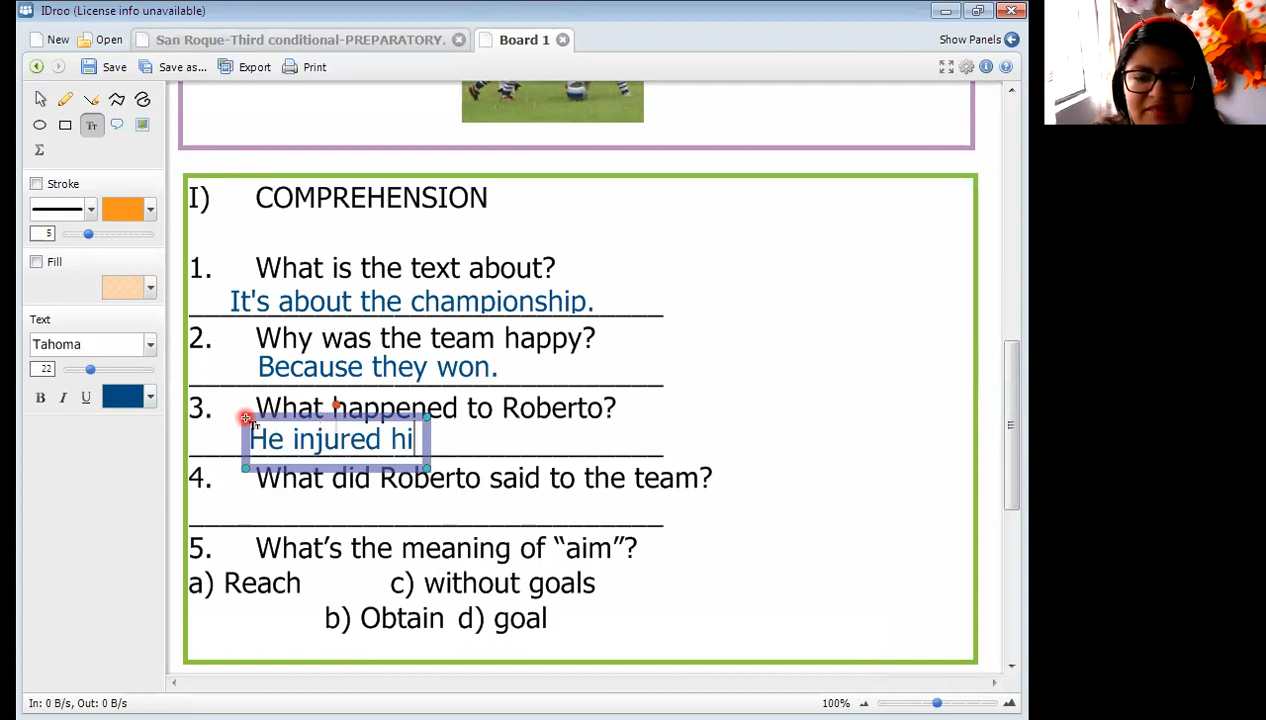 IDroo (License info unavailable)
New Open San Roque-Third conditional-PREPARATORY. Board 1 Show Panels
Save Save as... Export Print
Tr
Σ
Stroke
5
Fill
Text
Tahoma
22
B I U
I) COMPREHENSION
1. What is the text about?
It's about the championship.
2. Why was the team happy?
Because they won.
3. What happened to Roberto?
He injured hi
4. What did Roberto said to the team?
5. What’s the meaning of “aim”?
a) Reach c) without goals
b) Obtain d) goal
In: 0 B/s, Out: 0 B/s 100%